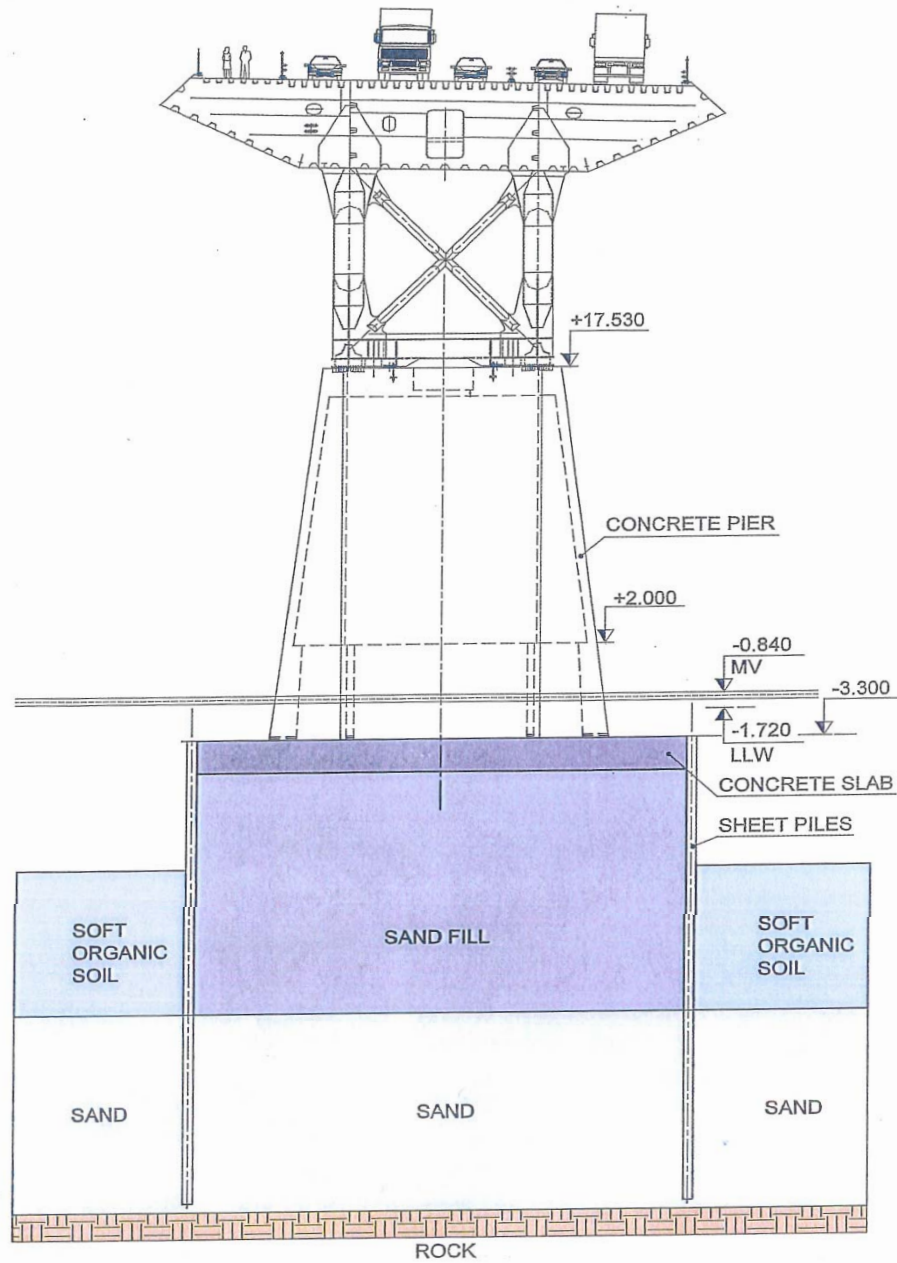 +17.530
CONCRETE PIER
+2.000
-0.840
MV
-3.300
-1.720
LLW
CONCRETE SLAB
SHEET PILES
SOFT
ORGANIC
SOIL
SAND FILL
SOFT
ORGANIC
SOIL
SAND
SAND
SAND
ROCK